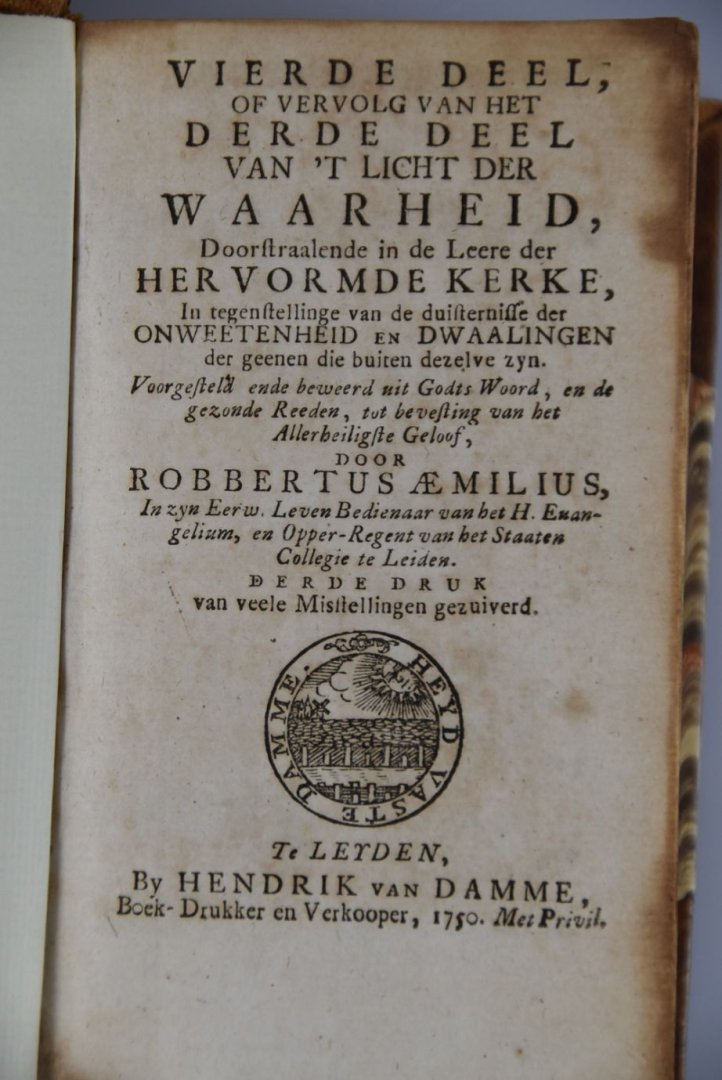 VIERDE DEEL,
OF VERVOLG VAN HET
DERDE DEEL
VAN 'T LICHT DER
WAARHEID,
Doorſtraalende in de Leere der
HERVORMDE KERKE,
In tegenſtellinge van de duiſterniſſe der
ONWEETENHEID EN DWAALINGEN
der geenen die buiten dezelve zyn.
Voorgeſteld ende beweerd uit Godts Woord, en de
gezonde Reeden, tot beveſting van het
Allerheiligſte Geloof,
DOOR
ROBBERTUS ÆMILIUS,
In zyn Eerw. Leven Bedienaar van het H. Euan-
gelium, en Opper-Regent van het Staaten
Collegie te Leiden.
DERDE DRUK
van veele Misſtellingen gezuiverd.
HEYD VASTE DAMME.
Te LEYDEN,
By HENDRIK VAN DAMME,
Boek-Drukker en Verkooper, 1750. Met Privil.